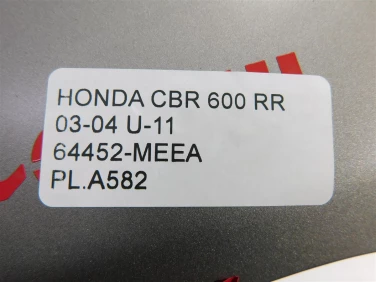 HONDA CBR 600 RR
03-04 U-11
64452-MEEA
PL.A582